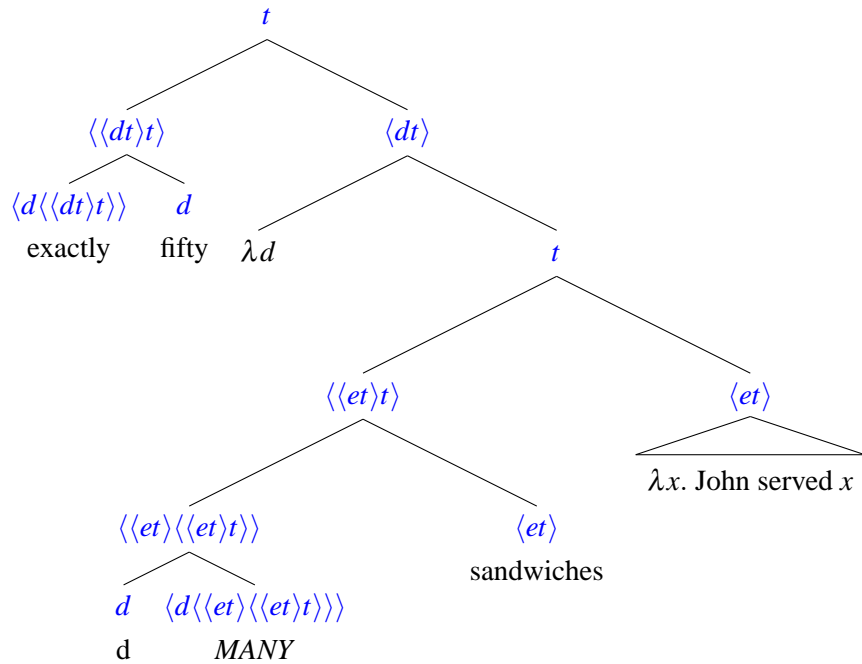 t
⟨⟨dt⟩t⟩ ⟨dt⟩
⟨d⟨⟨dt⟩t⟩⟩ d
exactly fifty λd t
⟨⟨et⟩t⟩ ⟨et⟩
λx. John served x
⟨⟨et⟩⟨⟨et⟩t⟩⟩ ⟨et⟩
sandwiches
d ⟨d⟨⟨et⟩⟨⟨et⟩t⟩⟩⟩
d MANY